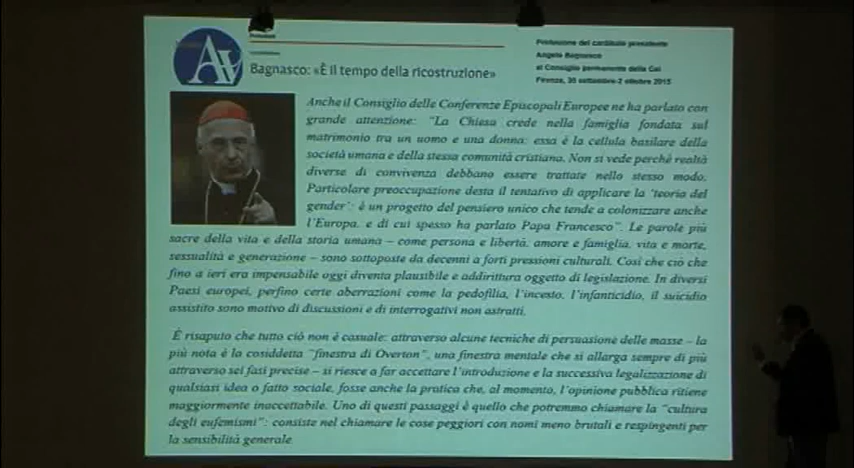 Av
Bagnasco: «È il tempo della ricostruzione»
Prolusione del cardinale presidente
Angelo Bagnasco
al Consiglio permanente della Cei
Firenze, 30 settembre-2 ottobre 2015
Anche il Consiglio delle Conferenze Episcopali Europee ne ha parlato con
grande attenzione: "La Chiesa crede nella famiglia fondata sul
matrimonio tra un uomo e una donna: essa è la cellula basilare della
società umana e della stessa comunità cristiana. Non si vede perché realtà
diverse di convivenza debbano essere trattate nello stesso modo.
Particolare preoccupazione desta il tentativo di applicare la 'teoria del
gender': è un progetto del pensiero unico che tende a colonizzare anche
l'Europa, e di cui spesso ha parlato Papa Francesco". Le parole più
sacre della vita e della storia umana – come persona e libertà, amore e famiglia, vita e morte,
sessualità e generazione – sono sottoposte da decenni a forti pressioni culturali. Così che ciò che
fino a ieri era impensabile oggi diventa plausibile e addirittura oggetto di legislazione. In diversi
Paesi europei, perfino certe aberrazioni come la pedofilia, l'incesto, l'infanticidio, il suicidio
assistito sono motivo di discussioni e di interrogativi non astratti.
È risaputo che tutto ciò non è casuale: attraverso alcune tecniche di persuasione delle masse – la
più nota è la cosiddetta "finestra di Overton", una finestra mentale che si allarga sempre di più
attraverso sei fasi precise – si riesce a far accettare l'introduzione e la successiva legalizzazione di
qualsiasi idea o fatto sociale, fosse anche la pratica che, al momento, l'opinione pubblica ritiene
maggiormente inaccettabile. Uno di questi passaggi è quello che potremmo chiamare la "cultura
degli eufemismi": consiste nel chiamare le cose peggiori con nomi meno brutali e respingenti per
la sensibilità generale